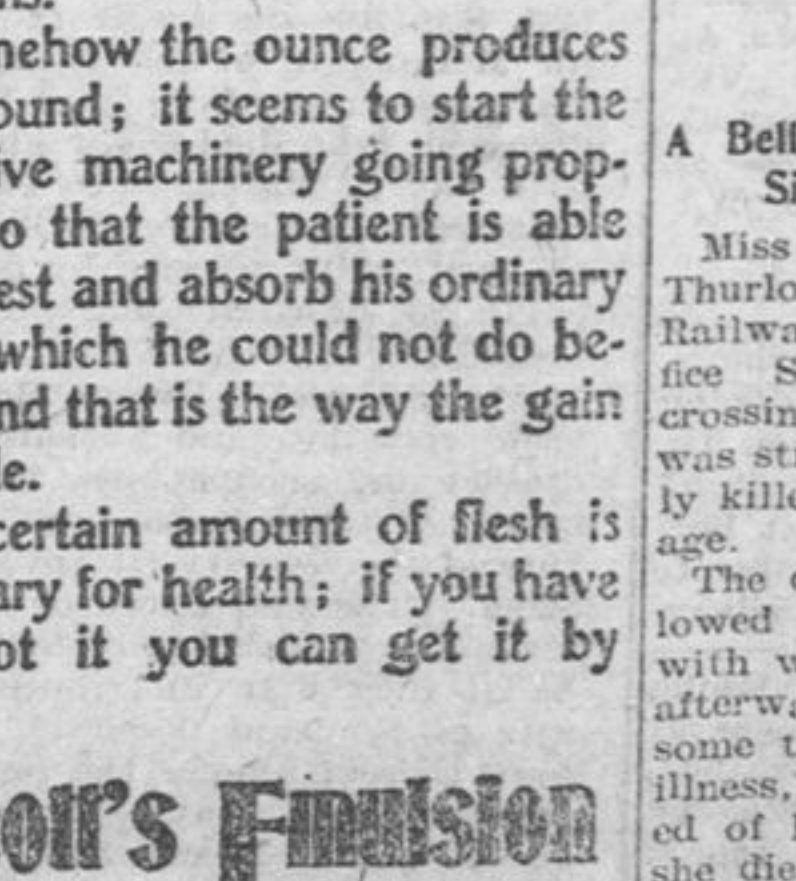 nehow the ounce produces
ound; it seems to start the
ive machinery going prop-
o that the patient is able
est and absorb his ordinary
which he could not do be-
nd that is the way the gain
le.
certain amount of flesh is
ary for health; if you have
ot it you can get it by
ott's Emulsion
A Bell
Si
Miss
Thurlo
Railwa
fice S
crossin
was str
ly kille
age.
The
lowed
with w
afterwa
some t
illness,
ed of
she die